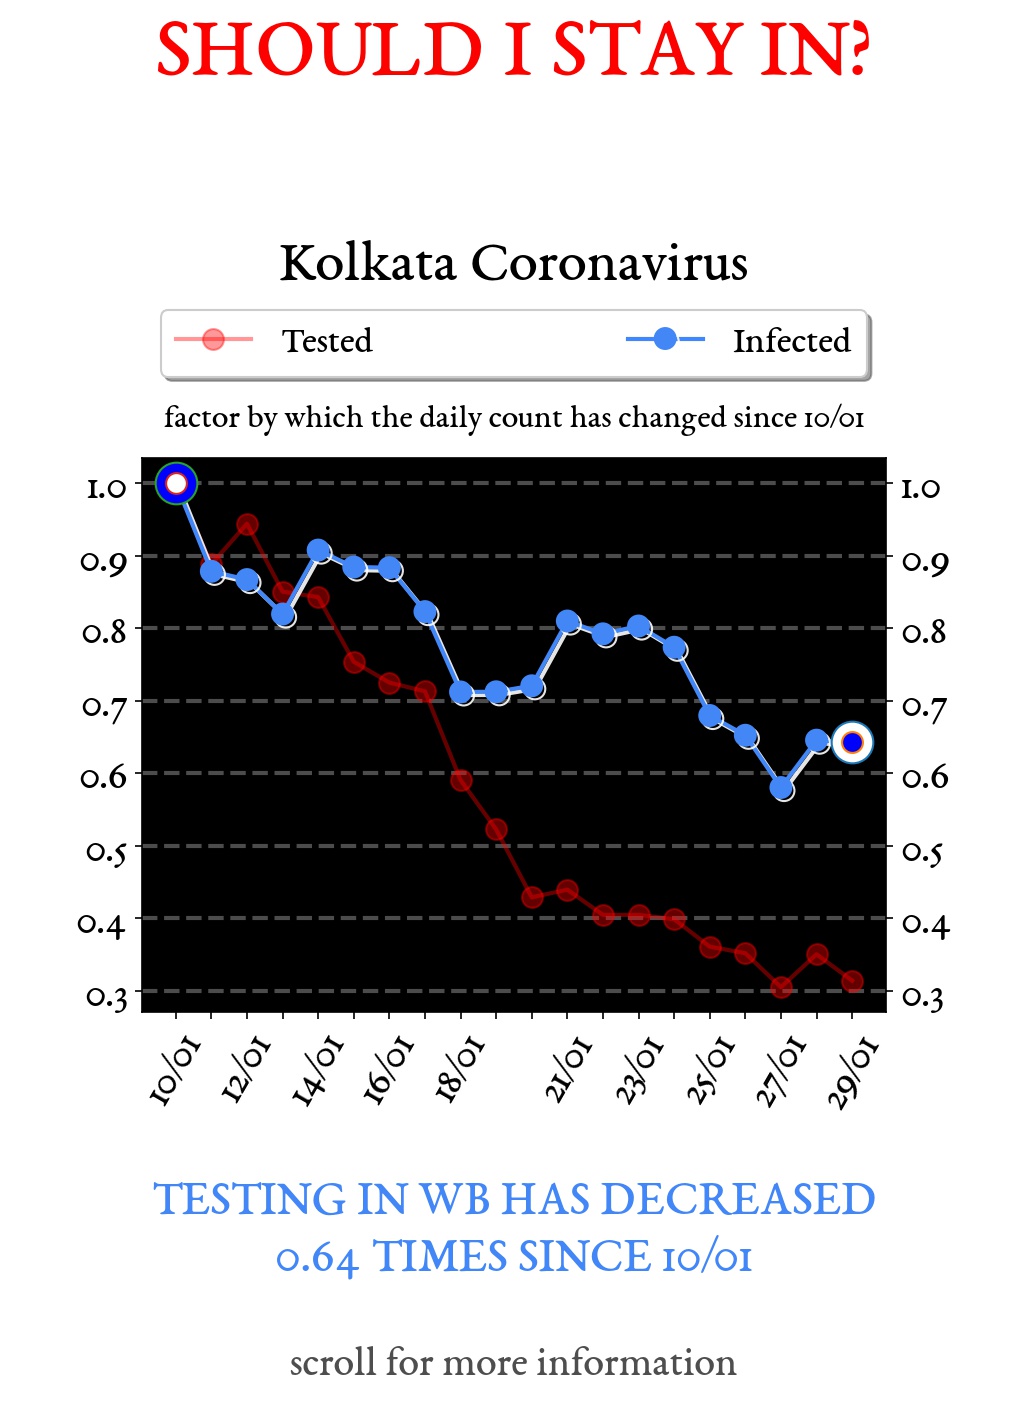 SHOULD I STAY IN?
Kolkata Coronavirus
Tested Infected
factor by which the daily count has changed since 10/01
1.0 1.0
0.9 0.9
0.8 0.8
0.7 0.7
0.6 0.6
0.5 0.5
0.4 0.4
0.3 0.3
10/01 12/01 14/01 16/01 18/01 21/01 23/01 25/01 27/01 29/01
TESTING IN WB HAS DECREASED
0.64 TIMES SINCE 10/01
scroll for more information